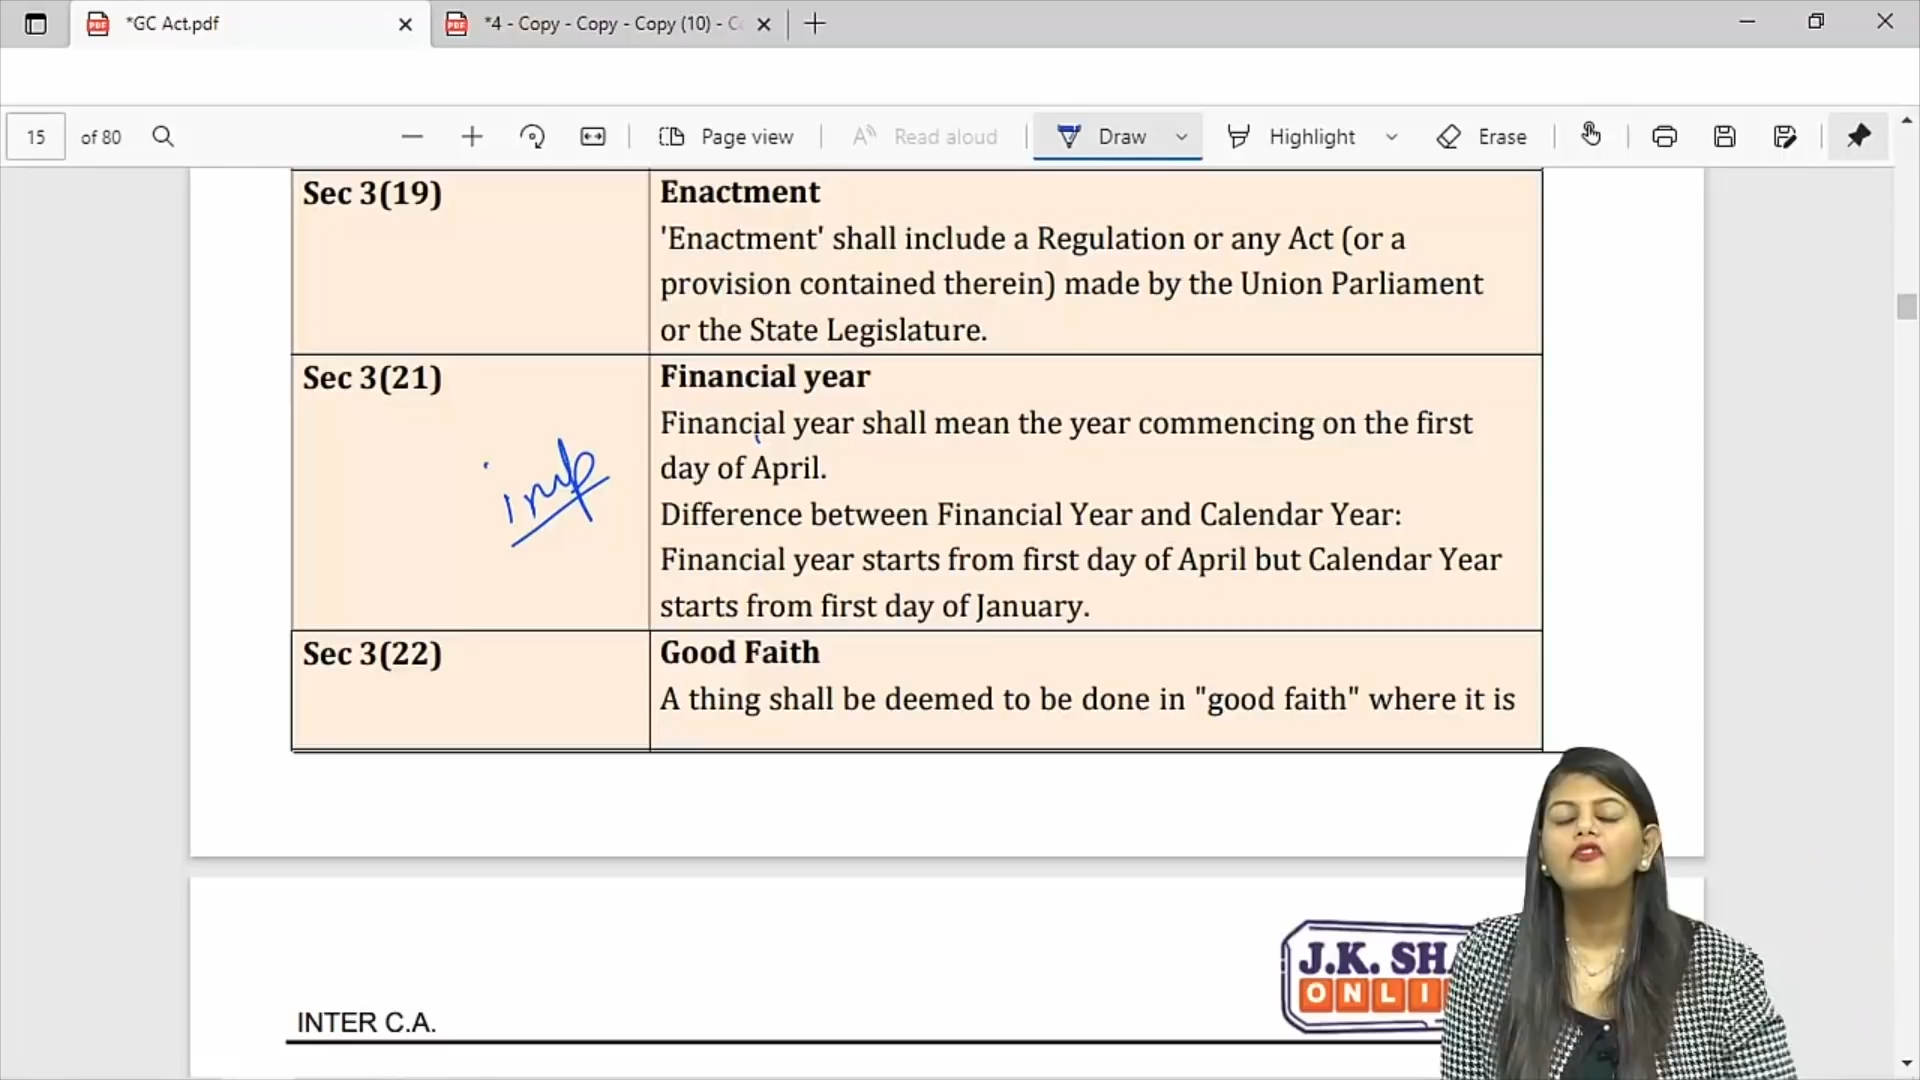 *GC Act.pdf
*4 - Copy - Copy - Copy (10) - C
15 of 80
Page view
Read aloud
Draw
Highlight
Erase
Sec 3(19)
Enactment
'Enactment' shall include a Regulation or any Act (or a
provision contained therein) made by the Union Parliament
or the State Legislature.
Sec 3(21)
imp
Financial year
Financial year shall mean the year commencing on the first
day of April.
Difference between Financial Year and Calendar Year:
Financial year starts from first day of April but Calendar Year
starts from first day of January.
Sec 3(22)
Good Faith
A thing shall be deemed to be done in "good faith" where it is
J.K. SHA
ONLI
INTER C.A.